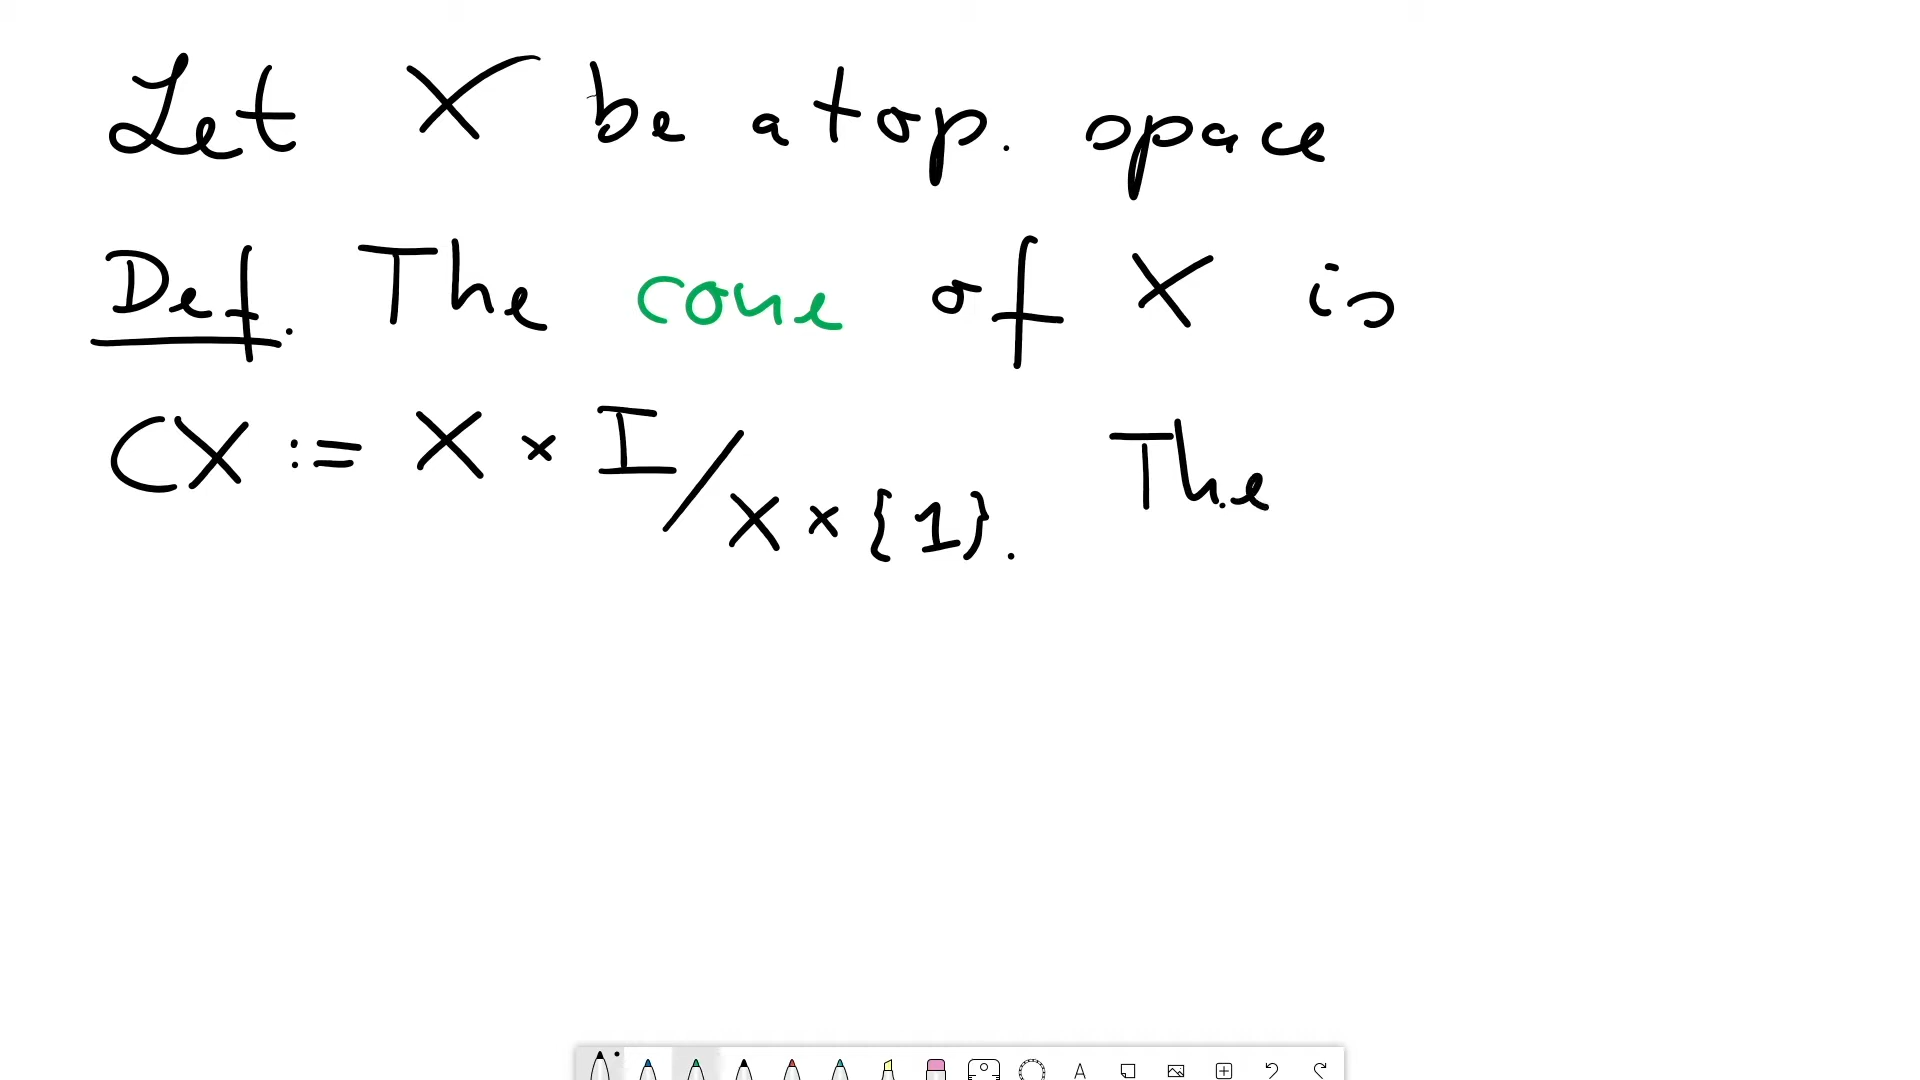 Let X be a top. space
Def. The cone of X is
CX := X × I / X × {1}. The